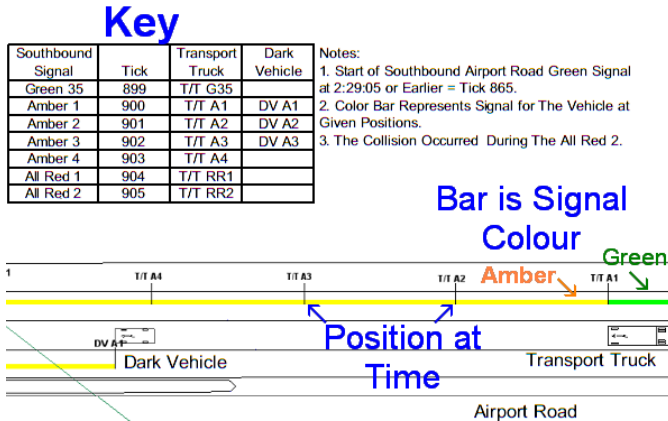 Key
Southbound Signal Tick Transport Truck Dark Vehicle
Green 35 899 T/T G35
Amber 1 900 T/T A1 DV A1
Amber 2 901 T/T A2 DV A2
Amber 3 902 T/T A3 DV A3
Amber 4 903 T/T A4
All Red 1 904 T/T RR1
All Red 2 905 T/T RR2
Notes:
1. Start of Southbound Airport Road Green Signal
at 2:29:05 or Earlier = Tick 865.
2. Color Bar Represents Signal for The Vehicle at
Given Positions.
3. The Collision Occurred During The All Red 2.
Bar is Signal
Colour
Green
Amber
1 T/T A4 T/T A3 T/T A2 T/T A1
Position at
Time
DV A1
Dark Vehicle
Transport Truck
Airport Road